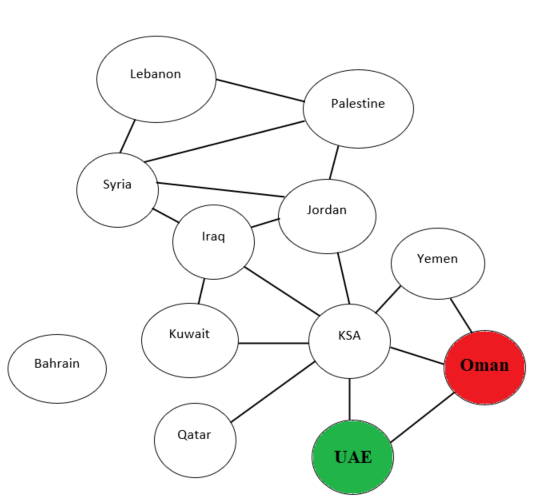 Lebanon
Palestine
Syria
Jordan
Iraq
Yemen
Kuwait
KSA
Bahrain
Oman
Qatar
UAE